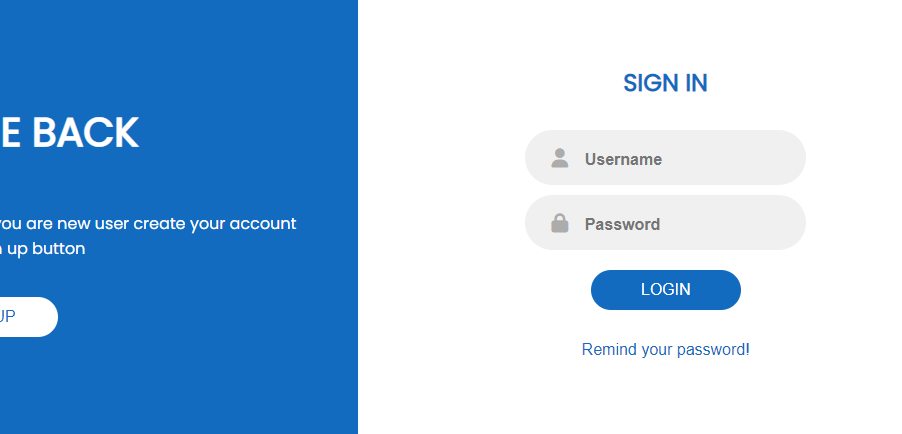 E BACK
you are new user create your account
up button
UP
SIGN IN
Username
Password
LOGIN
Remind your password!